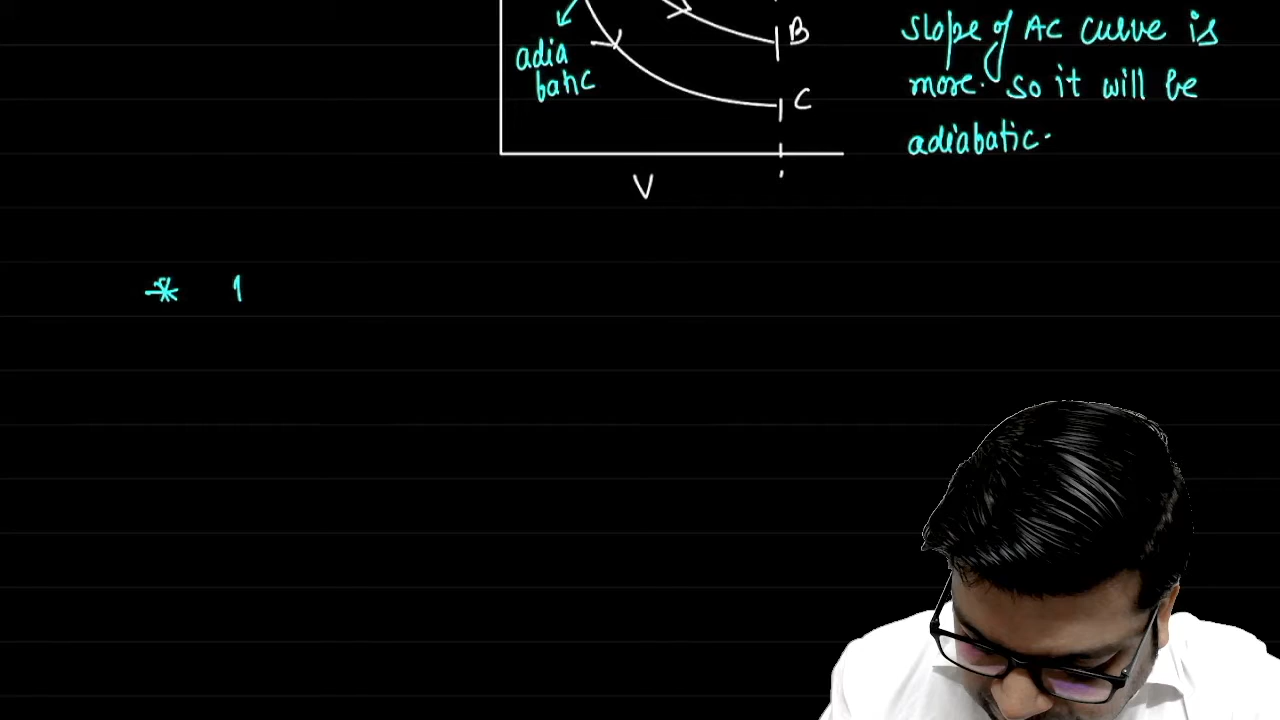 B
slope of AC curve is
adia
batic
C
more. so it will be
adiabatic.
V
* 1